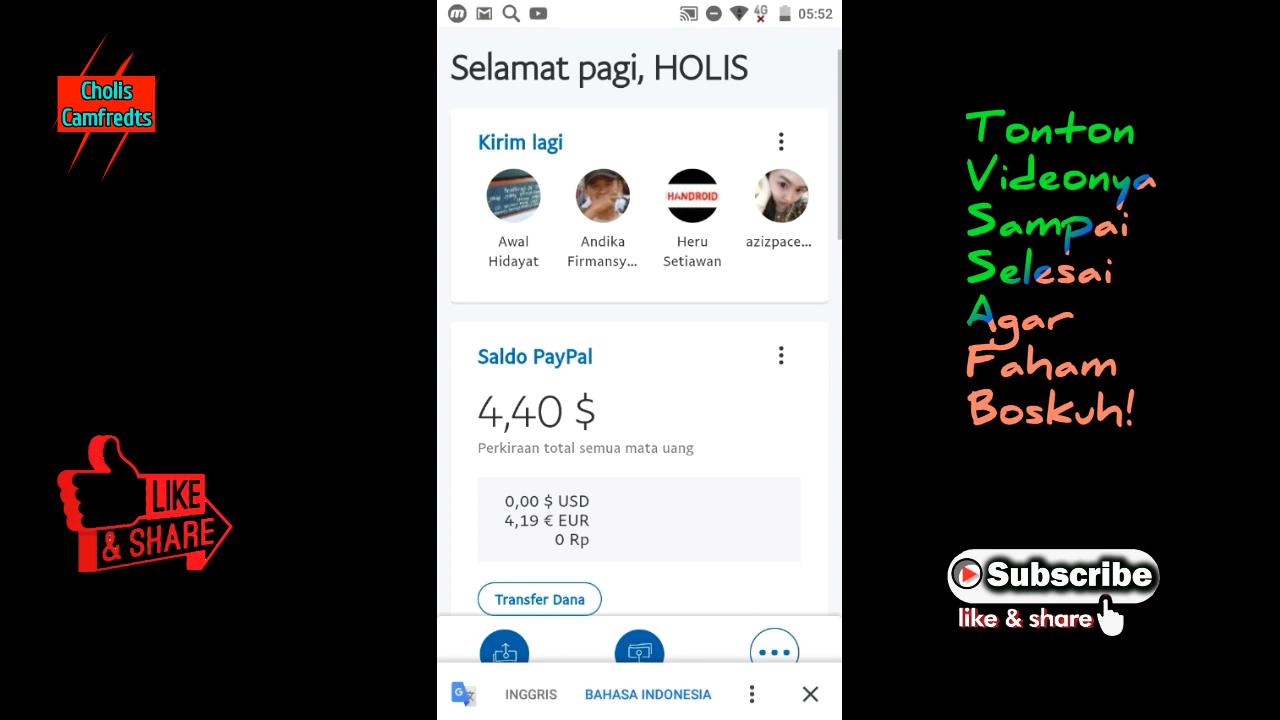 Cholis
Camfredts
LIKE
& SHARE
4G
05:52
Selamat pagi, HOLIS
Kirim lagi
HANDROID
Awal
Hidayat
Andika
Firmansy...
Heru
Setiawan
azizpace...
Saldo PayPal
4,40 $
Perkiraan total semua mata uang
0,00 $ USD
4,19 € EUR
0 Rp
Transfer Dana
INGGRIS
BAHASA INDONESIA
Tonton
Videonya
Sampai
Selesai
Agar
Faham
Boskuh!
Subscribe
like & share